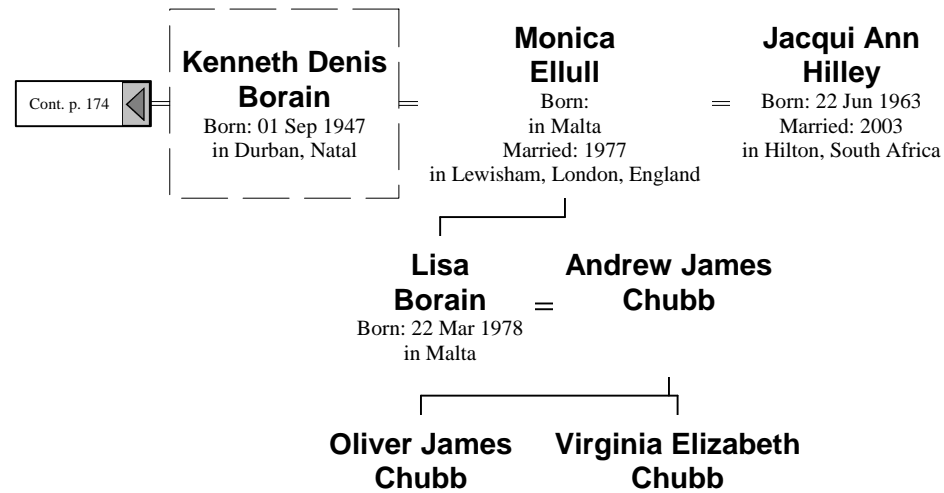 Cont. p. 174
Kenneth Denis
Borain
Born: 01 Sep 1947
in Durban, Natal
Monica
Ellull
Born:
in Malta
Married: 1977
in Lewisham, London, England
Jacqui Ann
Hilley
Born: 22 Jun 1963
Married: 2003
in Hilton, South Africa
Lisa
Borain
Born: 22 Mar 1978
in Malta
Andrew James
Chubb
Oliver James
Chubb
Virginia Elizabeth
Chubb